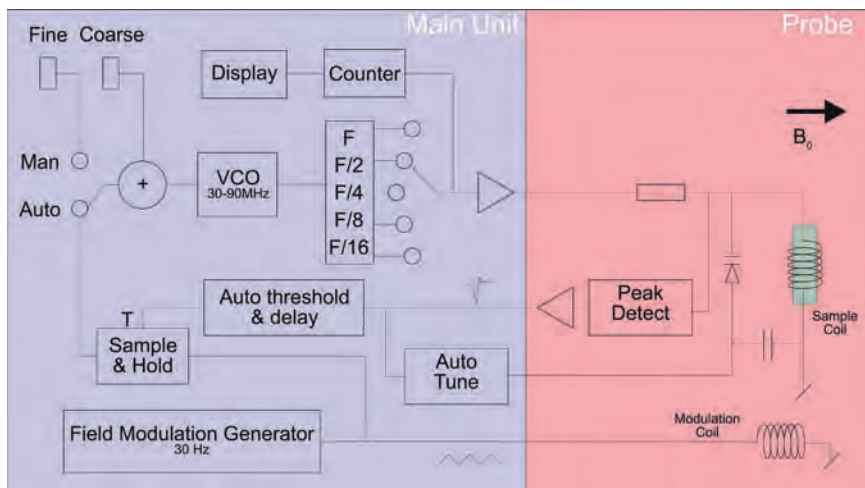 Main Unit
Probe
Fine Coarse
Display
Counter
B₀
Man
Auto
+
VCO
30-90MHz
F
F/2
F/4
F/8
F/16
Auto threshold
& delay
Peak
Detect
Sample
Coil
T
Sample
& Hold
Auto
Tune
Field Modulation Generator
30 Hz
Modulation
Coil